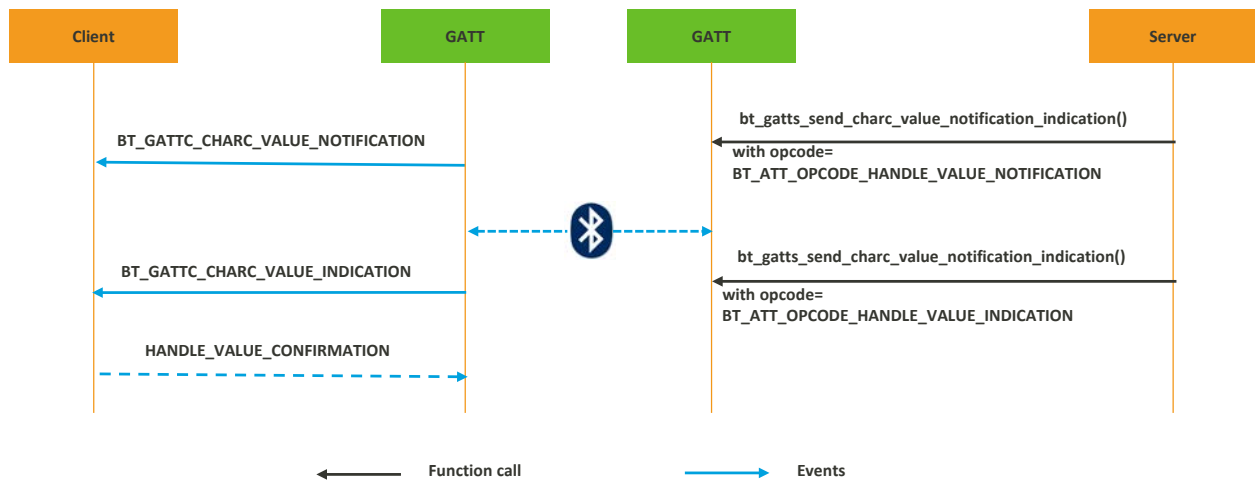 Client
GATT
GATT
Server
BT_GATTC_CHARC_VALUE_NOTIFICATION
bt_gatts_send_charc_value_notification_indication()
with opcode=
BT_ATT_OPCODE_HANDLE_VALUE_NOTIFICATION
BT_GATTC_CHARC_VALUE_INDICATION
bt_gatts_send_charc_value_notification_indication()
with opcode=
BT_ATT_OPCODE_HANDLE_VALUE_INDICATION
HANDLE_VALUE_CONFIRMATION
Function call
Events